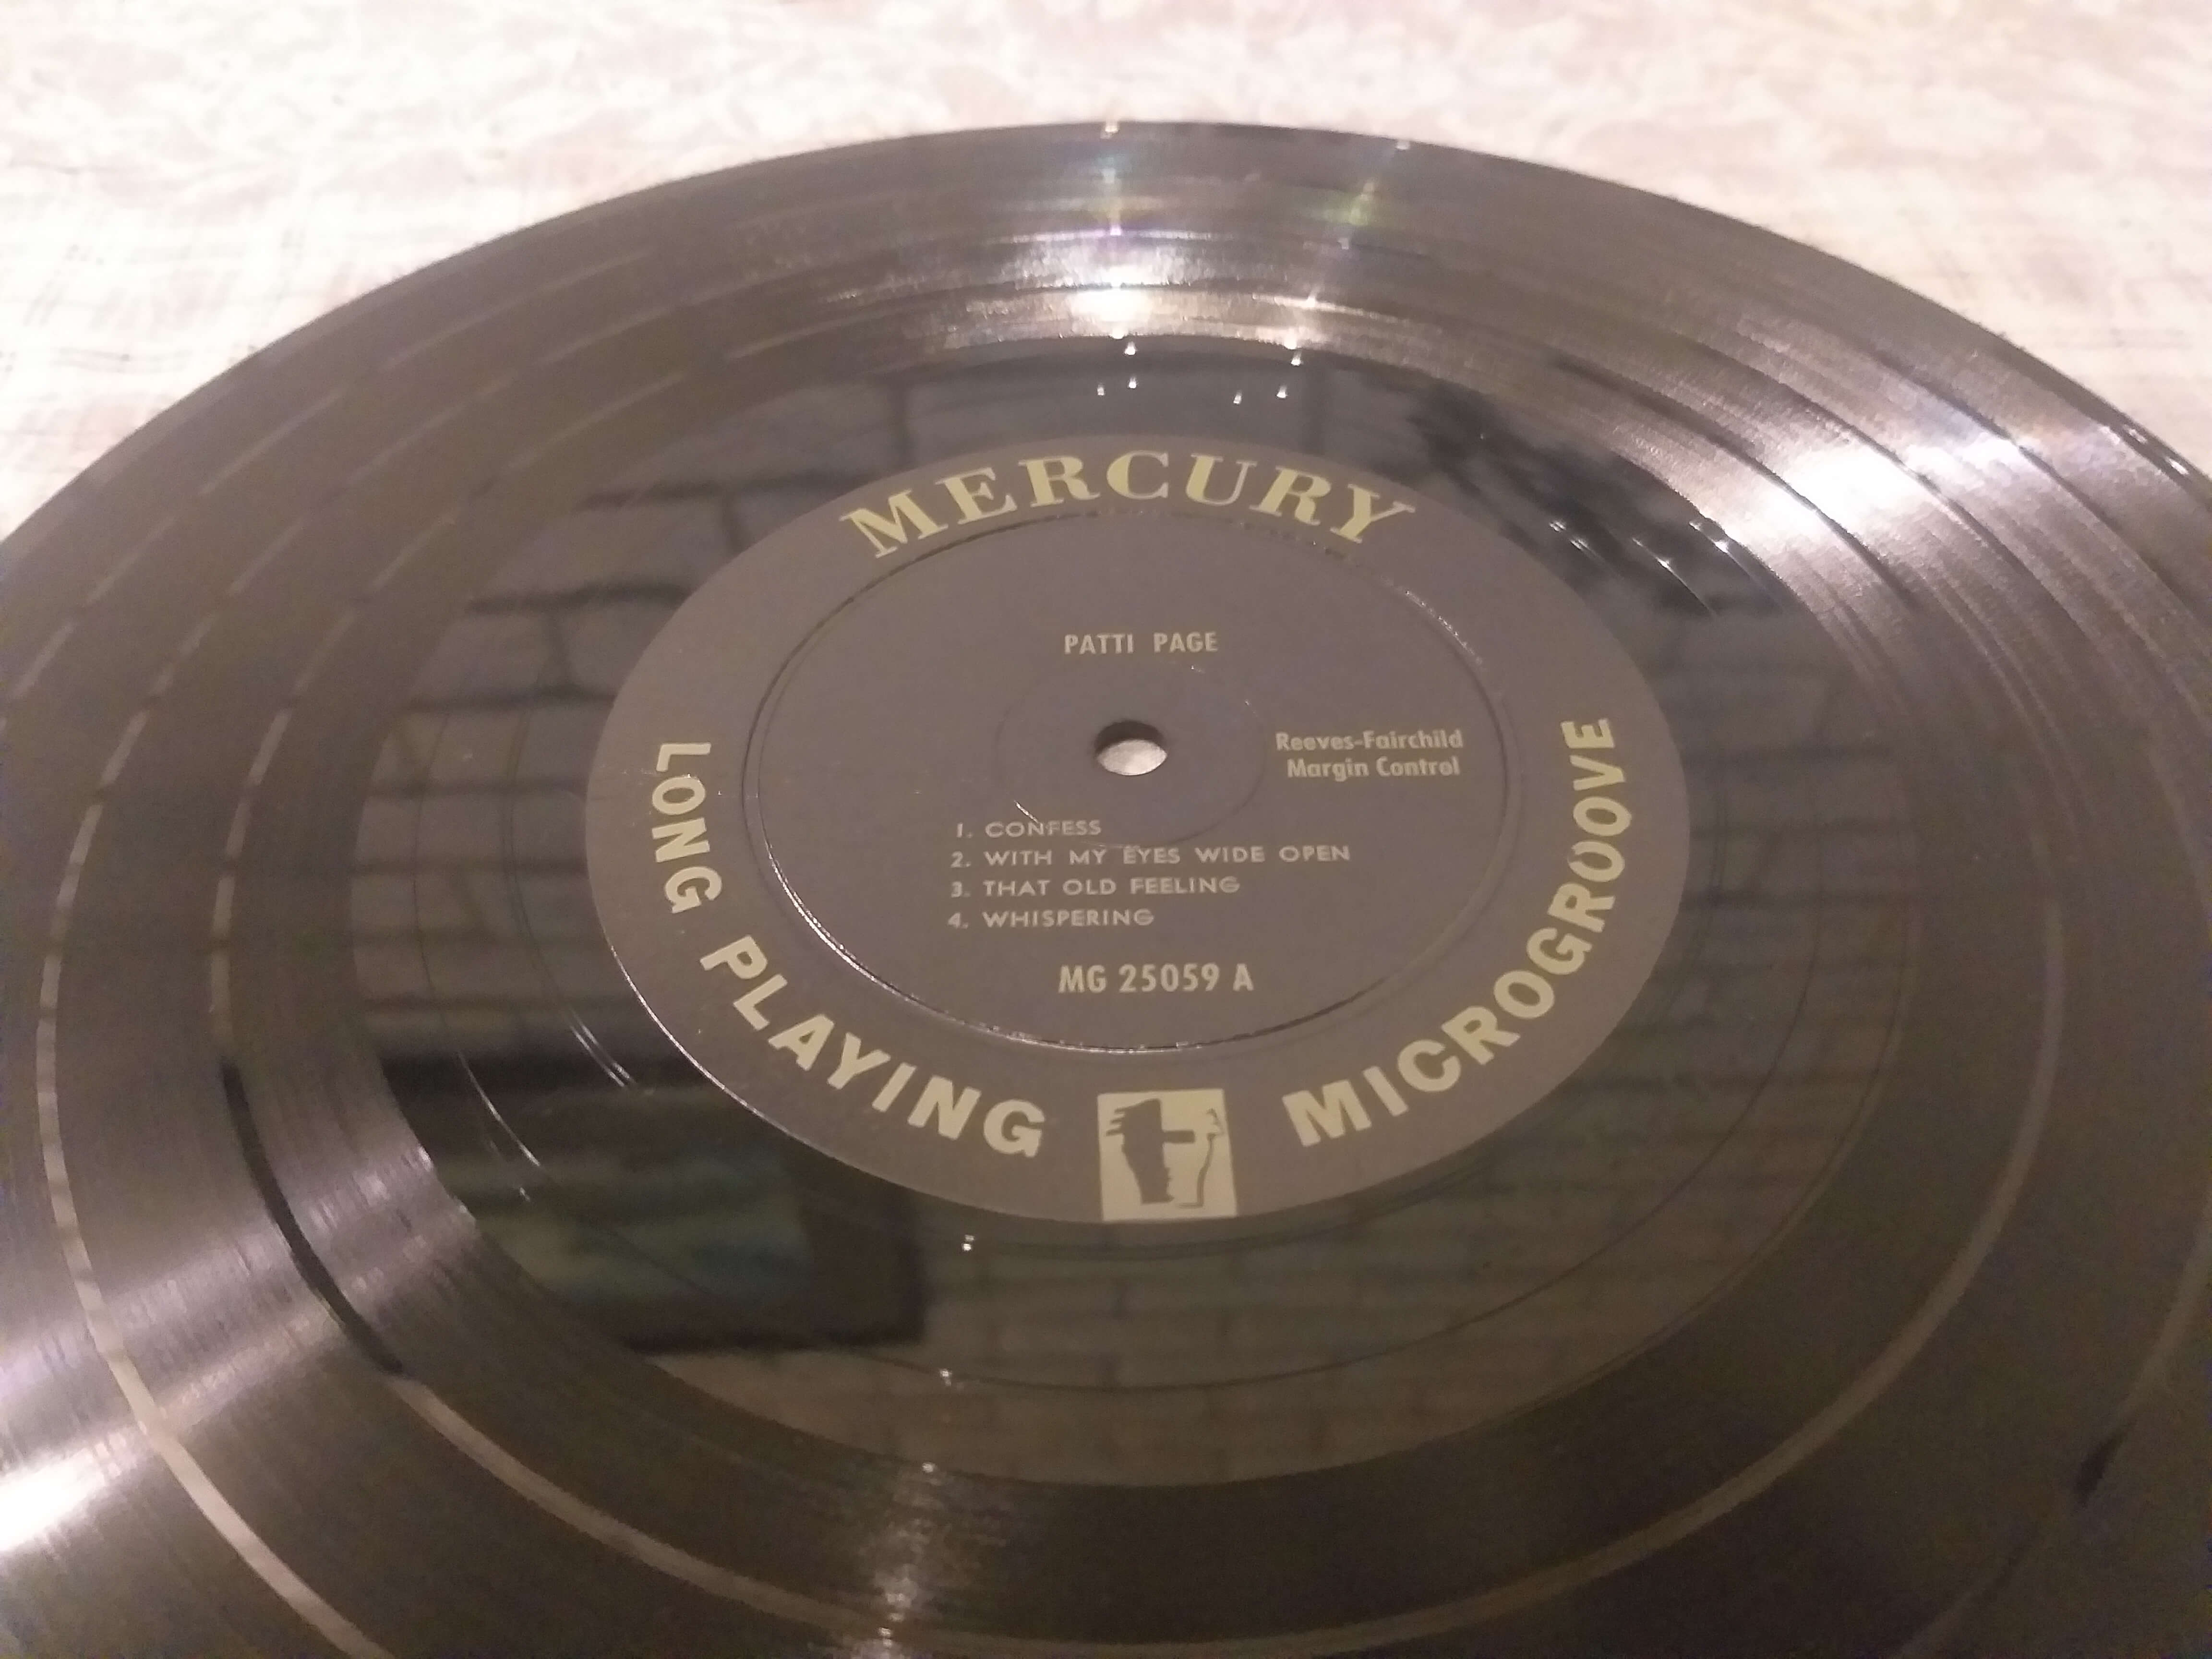 MERCURY
PATTI PAGE
Reeves-Fairchild
Margin Control
1. CONFESS
2. WITH MY EYES WIDE OPEN
3. THAT OLD FEELING
4. WHISPERING
MG 25059 A
LONG PLAYING MICROGROOVE